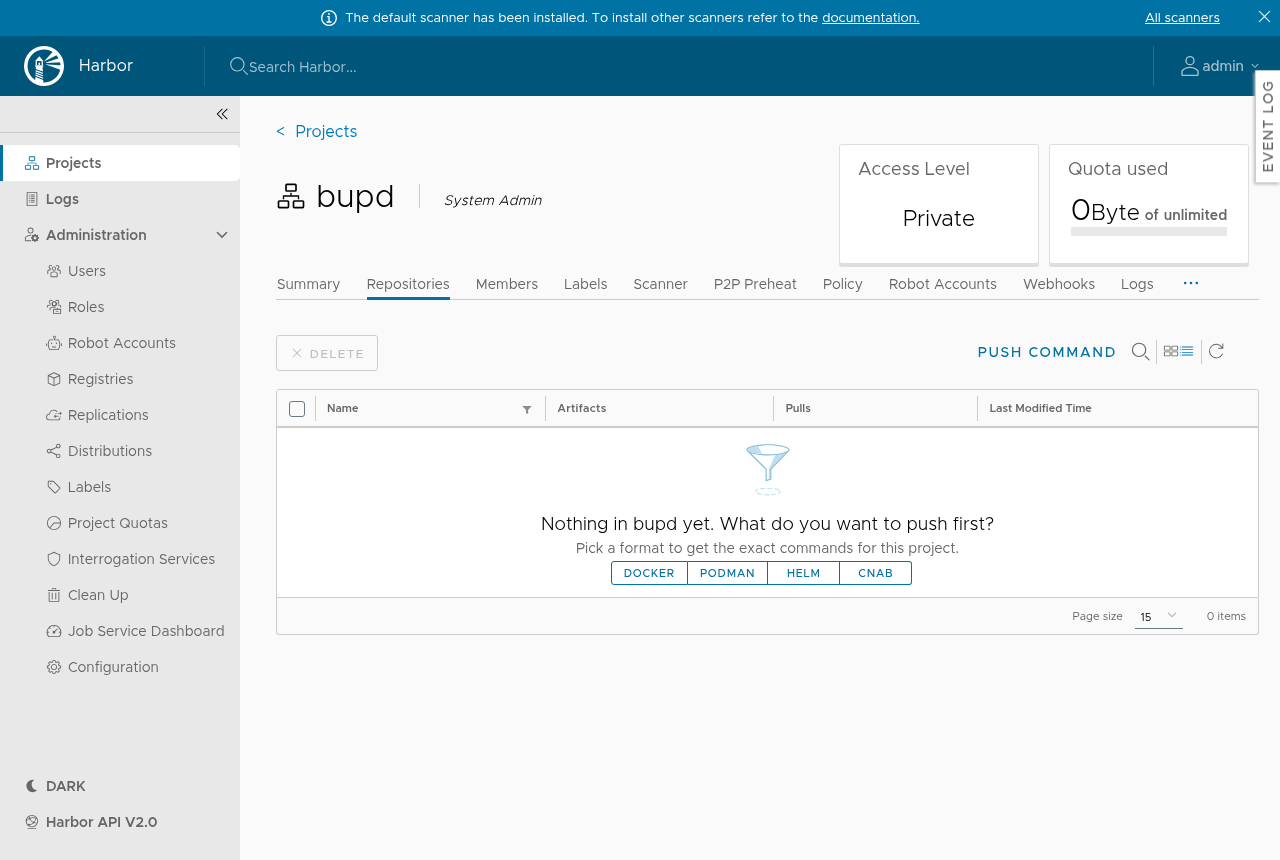 The default scanner has been installed. To install other scanners refer to the documentation.
All scanners
Harbor
Search Harbor...
admin
EVENT LOG
Projects
Logs
Administration
Users
Roles
Robot Accounts
Registries
Replications
Distributions
Labels
Project Quotas
Interrogation Services
Clean Up
Job Service Dashboard
Configuration
DARK
Harbor API V2.0
< Projects
bupd
System Admin
Access Level
Private
Quota used
0Byte of unlimited
Summary Repositories Members Labels Scanner P2P Preheat Policy Robot Accounts Webhooks Logs ...
DELETE
PUSH COMMAND
Name Artifacts Pulls Last Modified Time
Nothing in bupd yet. What do you want to push first?
Pick a format to get the exact commands for this project.
DOCKER PODMAN HELM CNAB
Page size 15 0 items